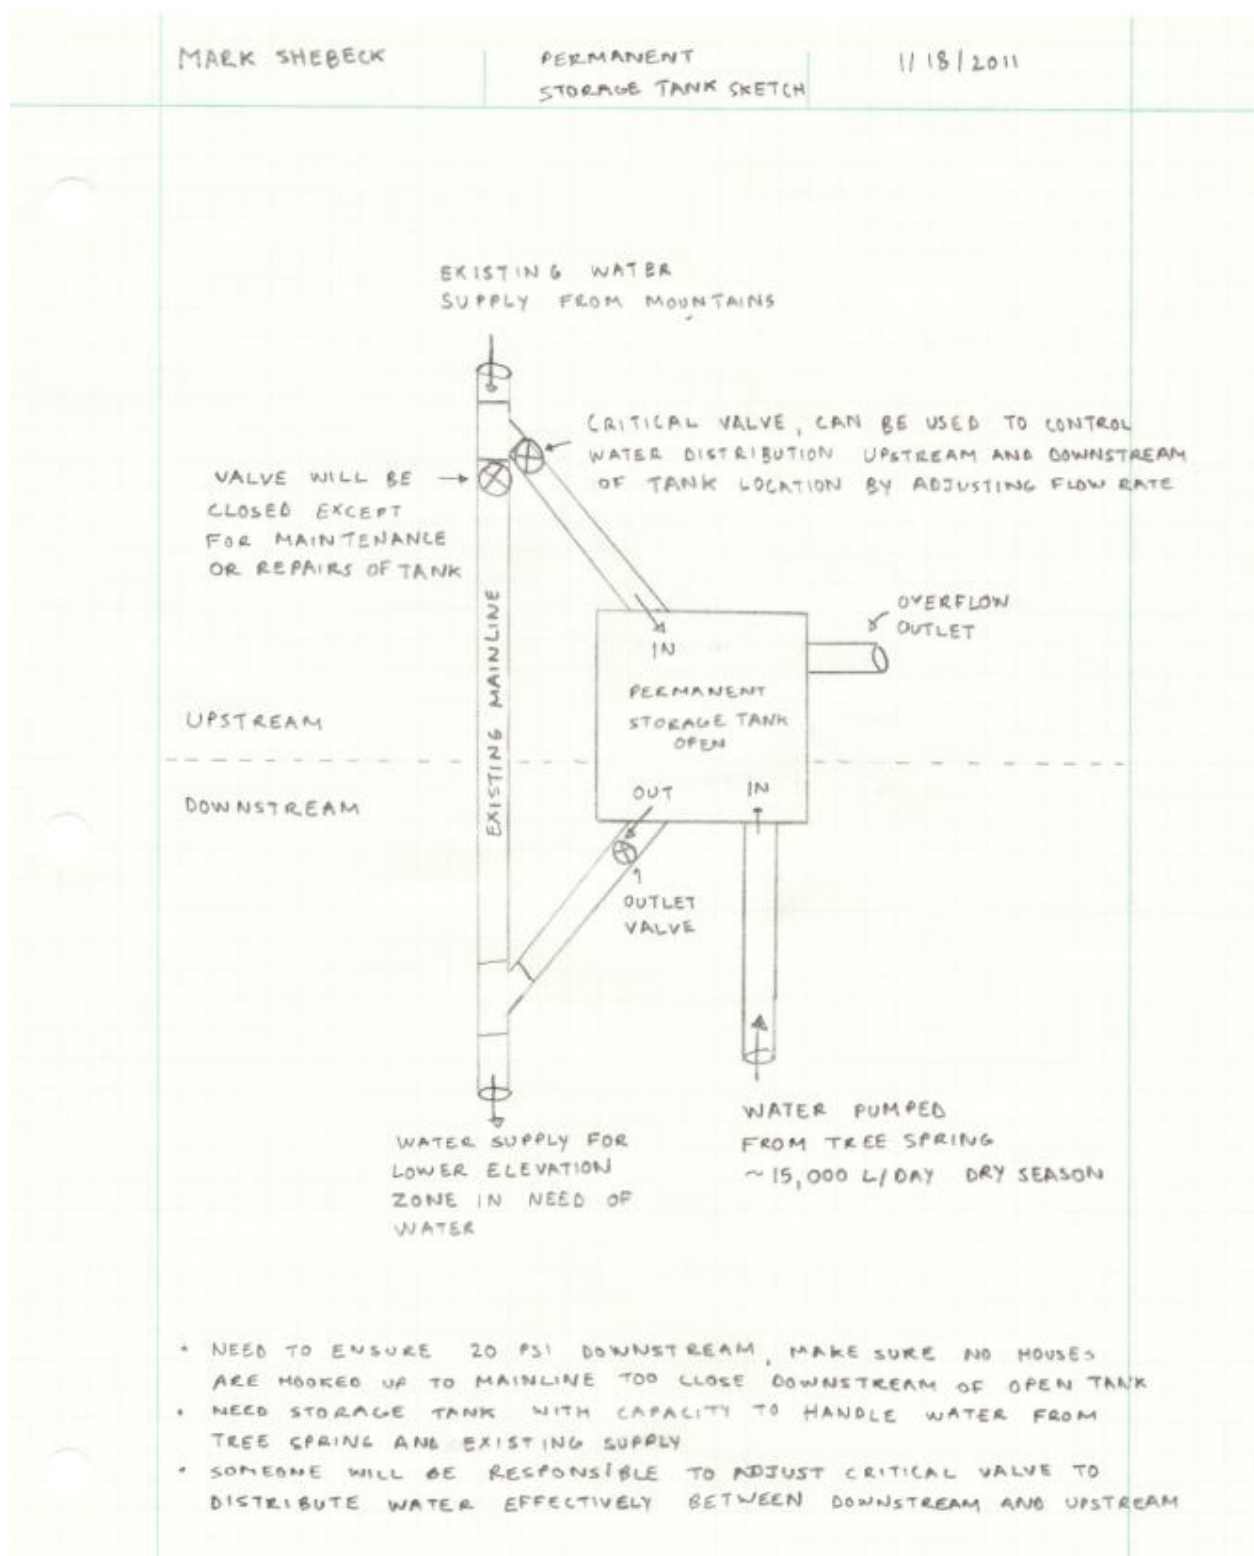 MARK SHEBECK
PERMANENT
STORAGE TANK SKETCH
11/18/2011
EXISTING WATER
SUPPLY FROM MOUNTAINS
CRITICAL VALVE, CAN BE USED TO CONTROL
WATER DISTRIBUTION UPSTREAM AND DOWNSTREAM
OF TANK LOCATION BY ADJUSTING FLOW RATE
VALVE WILL BE
CLOSED EXCEPT
FOR MAINTENANCE
OR REPAIRS OF TANK
EXISTING MAINLINE
OVERFLOW
OUTLET
IN
PERMANENT
STORAGE TANK
OPEN
UPSTREAM
DOWNSTREAM
OUT
IN
OUTLET
VALVE
WATER PUMPED
FROM TREE SPRING
~15,000 L/DAY DRY SEASON
WATER SUPPLY FOR
LOWER ELEVATION
ZONE IN NEED OF
WATER
• NEED TO ENSURE 20 PSI DOWNSTREAM, MAKE SURE NO HOUSES
ARE HOOKED UP TO MAINLINE TOO CLOSE DOWNSTREAM OF OPEN TANK
• NEED STORAGE TANK WITH CAPACITY TO HANDLE WATER FROM
TREE SPRING AND EXISTING SUPPLY
• SOMEONE WILL BE RESPONSIBLE TO ADJUST CRITICAL VALVE TO
DISTRIBUTE WATER EFFECTIVELY BETWEEN DOWNSTREAM AND UPSTREAM